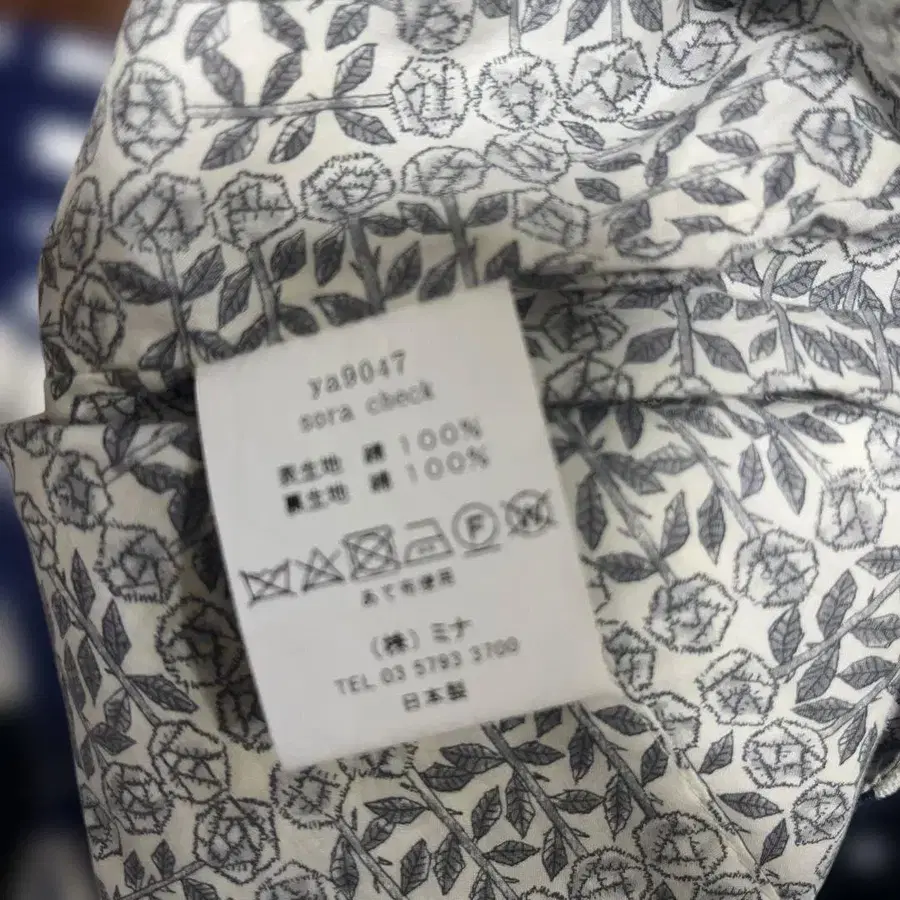 ya9047
sora check
表生地 綿 100%
裏生地 綿 100%
F W
あて布使用
(株) ミナ
TEL 03 5793 3700
日本製